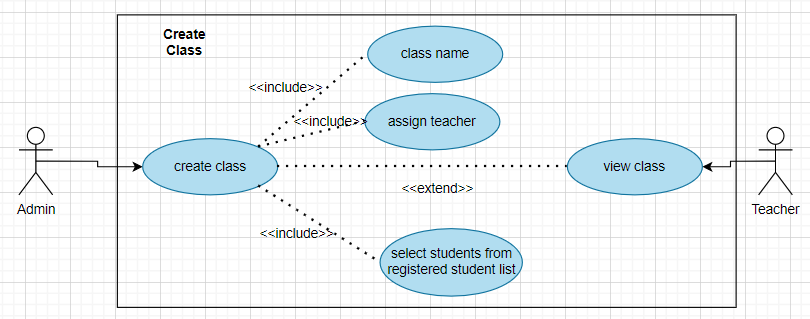 Create
Class
class name
<<include>>
<<include>>
assign teacher
create class
view class
<<extend>>
Admin
Teacher
<<include>>
select students from
registered student list